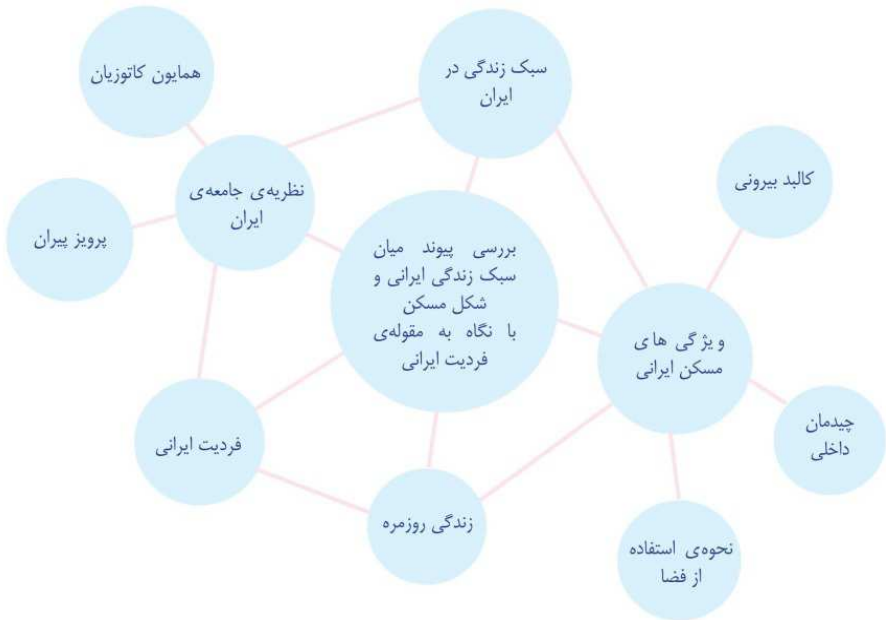 سبک زندگی در
ایران
همایون کاتوزیان
کالبد بیرونی
نظریه‌ی جامعه‌ی
ایران
پرویز پیران
بررسی پیوند میان
سبک زندگی ایرانی و
شکل مسکن
با نگاه به مقوله‌ی
فردیت ایرانی
ویژگی های
مسکن ایرانی
چیدمان
داخلی
فردیت ایرانی
زندگی روزمره
نحوه‌ی استفاده
از فضا